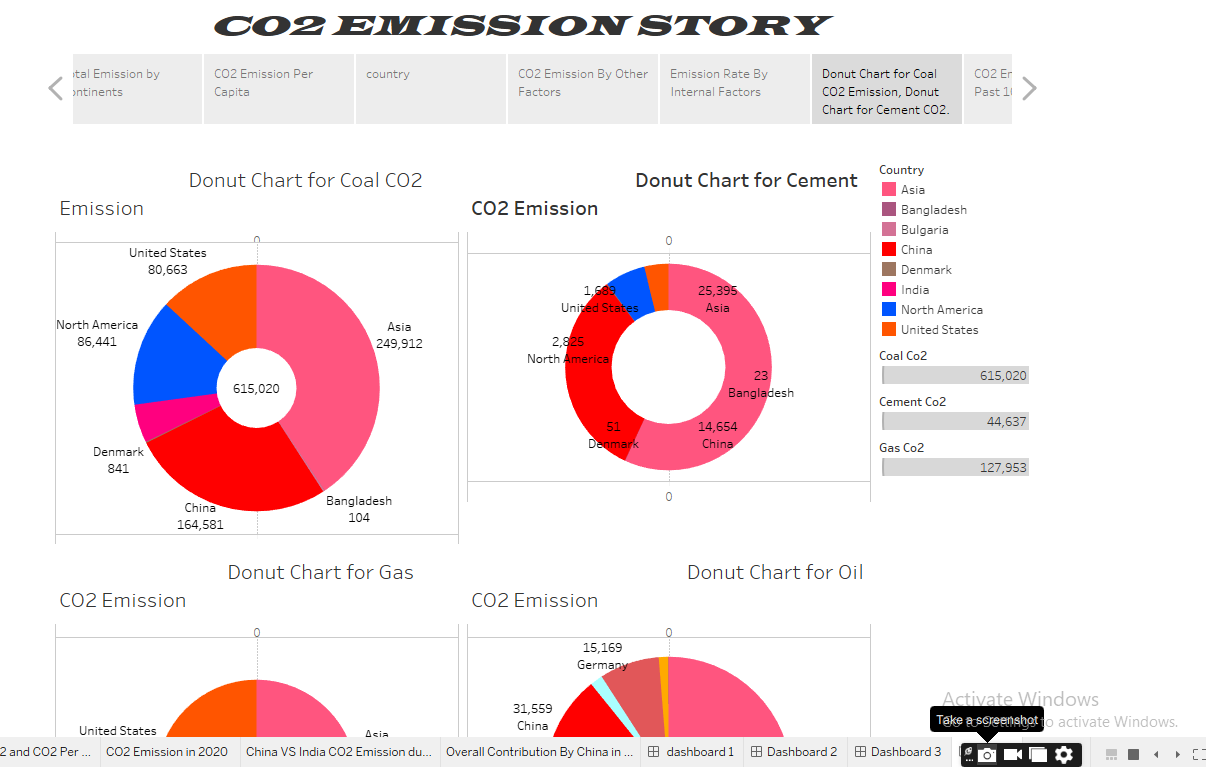 CO2 EMISSION STORY
tal Emission by
ntinents
CO2 Emission Per
Capita
country
CO2 Emission By Other
Factors
Emission Rate By
Internal Factors
Donut Chart for Coal
CO2 Emission, Donut
Chart for Cement CO2.
CO2 Er
Past 1
Donut Chart for Coal CO2
Emission
0
United States
80,663
North America
86,441
Asia
249,912
615,020
Denmark
841
China
164,581
Bangladesh
104
Donut Chart for Cement
CO2 Emission
0
1,689
United States
25,395
Asia
2,825
North America
23
Bangladesh
51
Denmark
14,654
China
0
Country
Asia
Bangladesh
Bulgaria
China
Denmark
India
North America
United States
Coal Co2
615,020
Cement Co2
44,637
Gas Co2
127,953
Donut Chart for Gas
CO2 Emission
0
United States
Asia
Donut Chart for Oil
CO2 Emission
0
15,169
Germany
31,559
China
Activate Windows
Go to Settings to activate Windows.
Take a screenshot
2 and CO2 Per ...
CO2 Emission in 2020
China VS India CO2 Emission du...
Overall Contribution By China in ...
dashboard 1
Dashboard 2
Dashboard 3